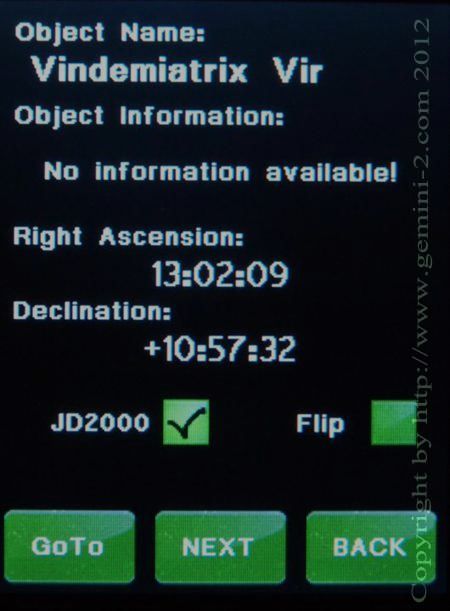 Object Name:
Vindemiatrix Vir
Object Information:
No information available!
Right Ascension:
13:02:09
Declination:
+10:57:32
JD2000
Flip
GoTo
NEXT
BACK
Copyright by http://www.gemini-2.com 2012